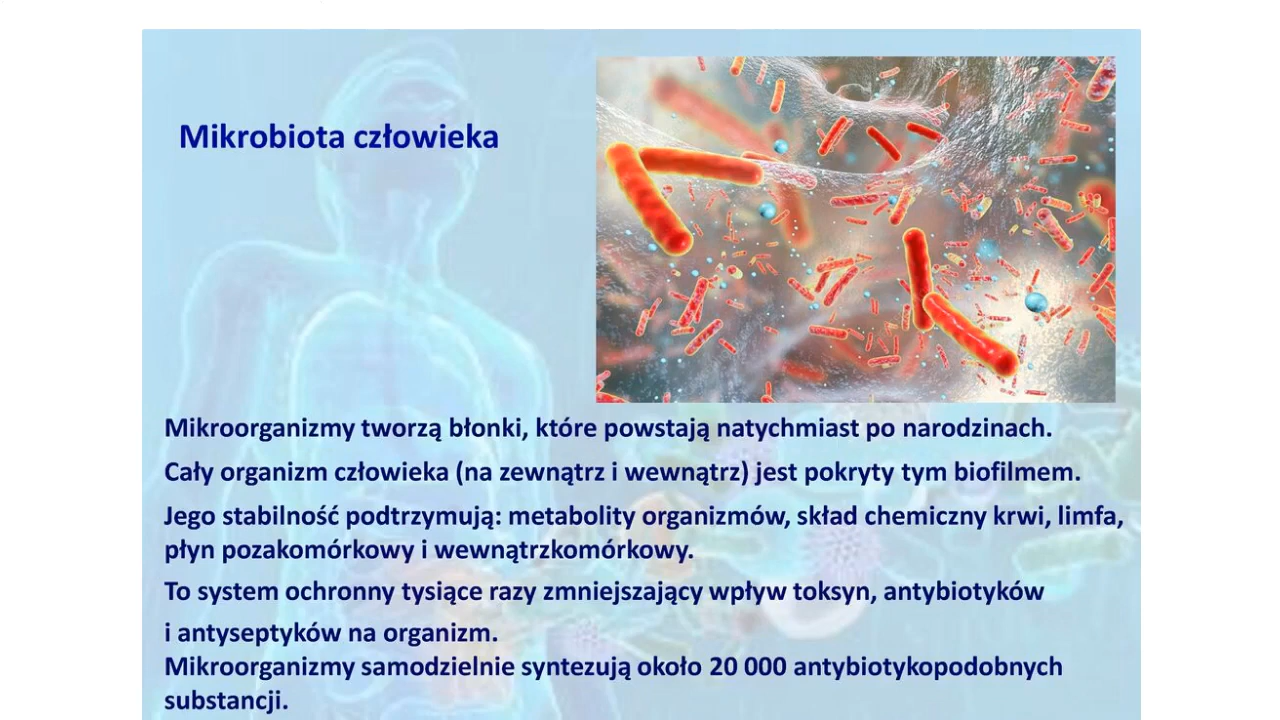 Mikrobiota człowieka
Mikroorganizmy tworzą błonki, które powstają natychmiast po narodzinach.
Cały organizm człowieka (na zewnątrz i wewnątrz) jest pokryty tym biofilmem.
Jego stabilność podtrzymują: metabolity organizmów, skład chemiczny krwi, limfa,
płyn pozakomórkowy i wewnątrzkomórkowy.
To system ochronny tysiące razy zmniejszający wpływ toksyn, antybiotyków
i antyseptyków na organizm.
Mikroorganizmy samodzielnie syntezują około 20 000 antybiotykopodobnych
substancji.